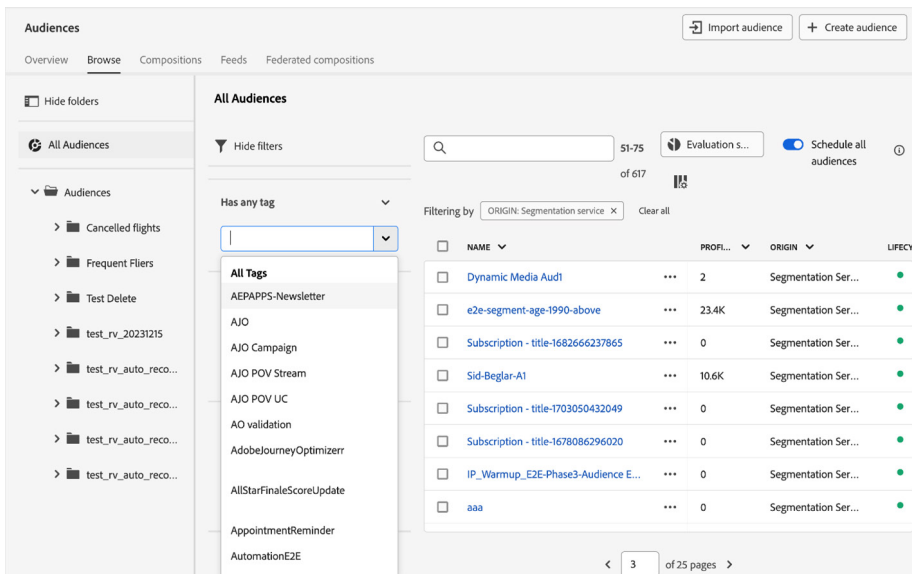 Audiences
Import audience
Create audience
Overview
Browse
Compositions
Feeds
Federated compositions
Hide folders
All Audiences
Audiences
Cancelled flights
Frequent Fliers
Test Delete
test_rv_20231215
test_rv_auto_reco...
test_rv_auto_reco...
test_rv_auto_reco...
test_rv_auto_reco...
All Audiences
Hide filters
Has any tag
All Tags
AEPAPPS-Newsletter
AJO
AJO Campaign
AJO POV Stream
AJO POV UC
AO validation
AdobeJourneyOptimizerr
AllStarFinaleScoreUpdate
AppointmentReminder
AutomationE2E
51-75
of 617
Evaluation s...
Schedule all
audiences
Filtering by
ORIGIN: Segmentation service
Clear all
NAME PROFI... ORIGIN LIFECY
Dynamic Media Aud1 ... 2 Segmentation Ser...
e2e-segment-age-1990-above ... 23.4K Segmentation Ser...
Subscription - title-1682666237865 ... 0 Segmentation Ser...
Sid-Beglar-A1 ... 10.6K Segmentation Ser...
Subscription - title-1703050432049 ... 0 Segmentation Ser...
Subscription - title-1678086296020 ... 0 Segmentation Ser...
IP_Warmup_E2E-Phase3-Audience E... ... 0 Segmentation Ser...
aaa ... 0 Segmentation Ser...
3 of 25 pages